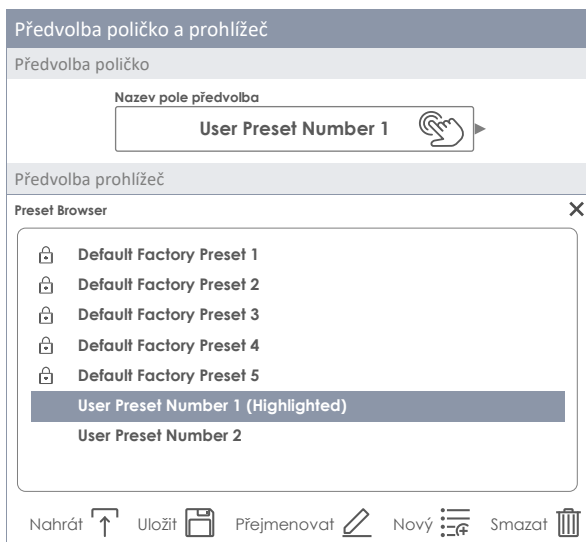 Předvolba poličko a prohlížeč
Předvolba poličko
Nazev pole předvolba
User Preset Number 1
Předvolba prohlížeč
Preset Browser
Default Factory Preset 1
Default Factory Preset 2
Default Factory Preset 3
Default Factory Preset 4
Default Factory Preset 5
User Preset Number 1 (Highlighted)
User Preset Number 2
Nahrát Uložit Přejmenovat Nový Smazat